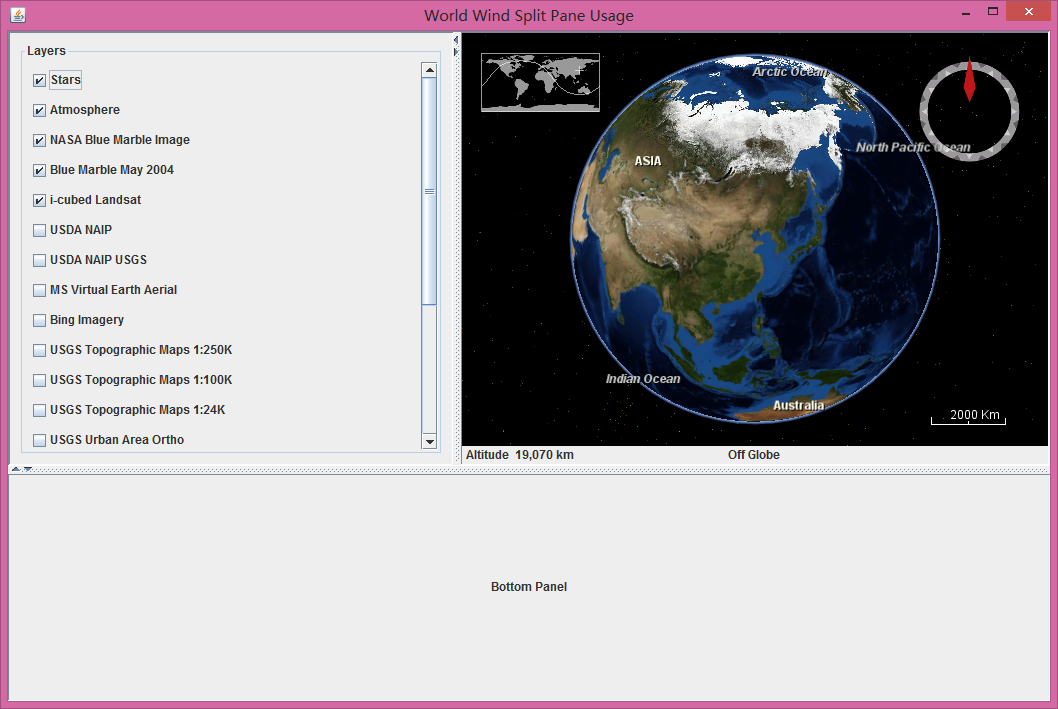 World Wind Split Pane Usage
Layers
Stars
Atmosphere
NASA Blue Marble Image
Blue Marble May 2004
i-cubed Landsat
USDA NAIP
USDA NAIP USGS
MS Virtual Earth Aerial
Bing Imagery
USGS Topographic Maps 1:250K
USGS Topographic Maps 1:100K
USGS Topographic Maps 1:24K
USGS Urban Area Ortho
Arctic Ocean
North Pacific Ocean
ASIA
Indian Ocean
Australia
2000 Km
Altitude 19,070 km
Off Globe
Bottom Panel